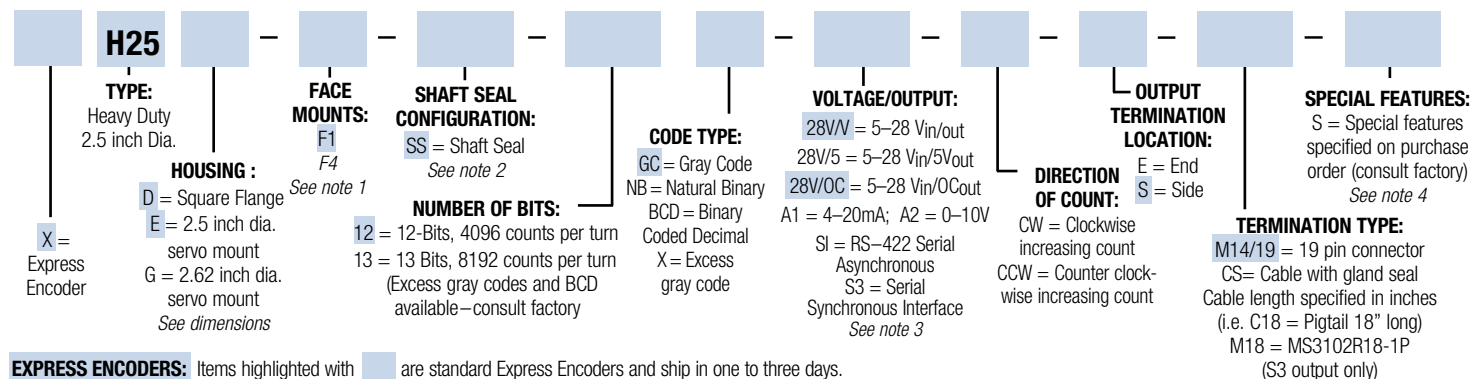 H25 – – – – – – – –
TYPE:
Heavy Duty
2.5 inch Dia.
X =
Express
Encoder
HOUSING :
D = Square Flange
E = 2.5 inch dia.
servo mount
G = 2.62 inch dia.
servo mount
See dimensions
FACE
MOUNTS:
F1
F4
See note 1
SHAFT SEAL
CONFIGURATION:
SS = Shaft Seal
See note 2
NUMBER OF BITS:
12 = 12-Bits, 4096 counts per turn
13 = 13 Bits, 8192 counts per turn
(Excess gray codes and BCD
available–consult factory
CODE TYPE:
GC = Gray Code
NB = Natural Binary
BCD = Binary
Coded Decimal
X = Excess
gray code
VOLTAGE/OUTPUT:
28V/V = 5–28 Vin/out
28V/5 = 5–28 Vin/5Vout
28V/OC = 5–28 Vin/OCout
A1 = 4–20mA; A2 = 0–10V
SI = RS–422 Serial
Asynchronous
S3 = Serial
Synchronous Interface
See note 3
DIRECTION
OF COUNT:
CW = Clockwise
increasing count
CCW = Counter clock-
wise increasing count
OUTPUT
TERMINATION
LOCATION:
E = End
S = Side
TERMINATION TYPE:
M14/19 = 19 pin connector
CS= Cable with gland seal
Cable length specified in inches
(i.e. C18 = Pigtail 18" long)
M18 = MS3102R18-1P
(S3 output only)
SPECIAL FEATURES:
S = Special features
specified on purchase
order (consult factory)
See note 4
EXPRESS ENCODERS: Items highlighted with are standard Express Encoders and ship in one to three days.